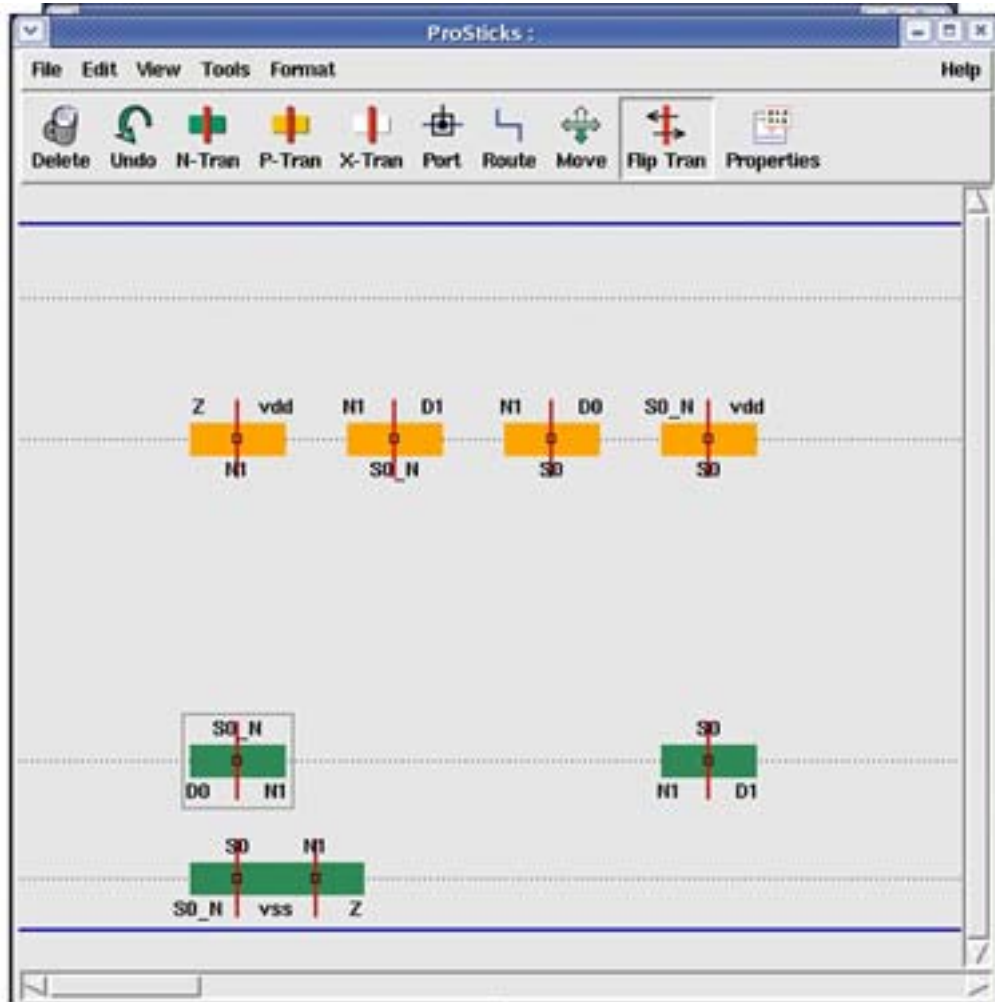 ProSticks :
File Edit View Tools Format Help
Delete Undo N-Tran P-Tran X-Tran Port Route Move Flip Tran Properties
Z vdd N1 D1 N1 D0 S0_N vdd
N1 S0_N S0 S0
S0_N S0
D0 N1 N1 D1
S0 N1
S0_N vss Z